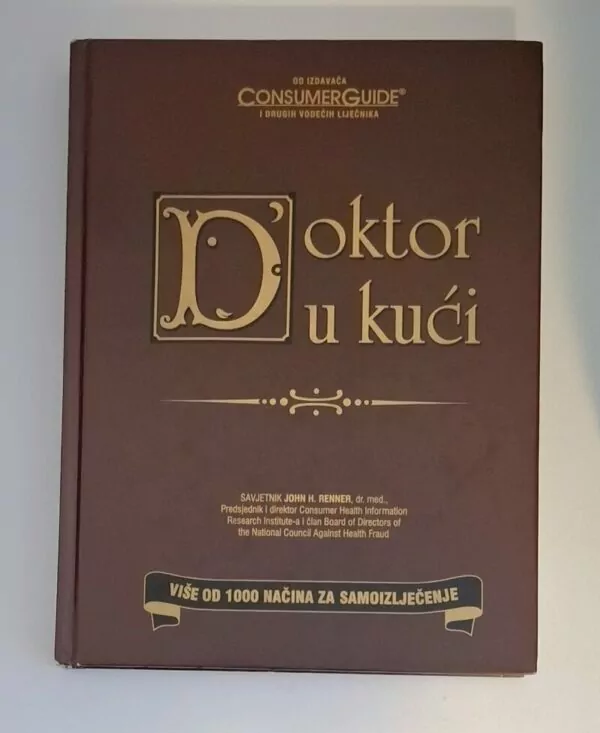 OD IZDAVAČA
CONSUMERGUIDE®
I DRUGIH VODEĆIH LIJEČNIKA
Doktor
u kući
SAVJETNIK JOHN H. RENNER, dr. med.,
Predsjednik i direktor Consumer Health Information
Research Institute-a i član Board of Directors of
the National Council Against Health Fraud
VIŠE OD 1000 NAČINA ZA SAMOIZLJEČENJE